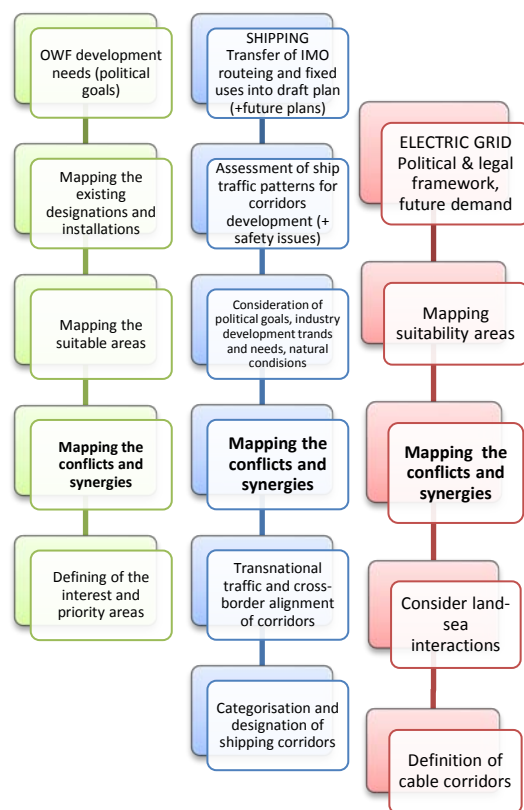 OWF development
needs (political
goals)
Mapping the
existing
designations and
installations
Mapping the
suitable areas
Mapping the
conflicts and
synergies
Defining of the
interest and
priority areas
SHIPPING
Transfer of IMO
routeing and fixed
uses into draft plan
(+future plans)
Assessment of ship
traffic patterns for
corridors
development (+
safety issues)
Consideration of
political goals, industry
development trands
and needs, natural
condisions
Mapping the
conflicts and
synergies
Transnational
traffic and cross-
border alignment
of corridors
Categorisation and
designation of
shipping corridors
ELECTRIC GRID
Political & legal
framework,
future demand
Mapping
suitability areas
Mapping the
conflicts and
synergies
Consider land-
sea
interactions
Definition of
cable corridors